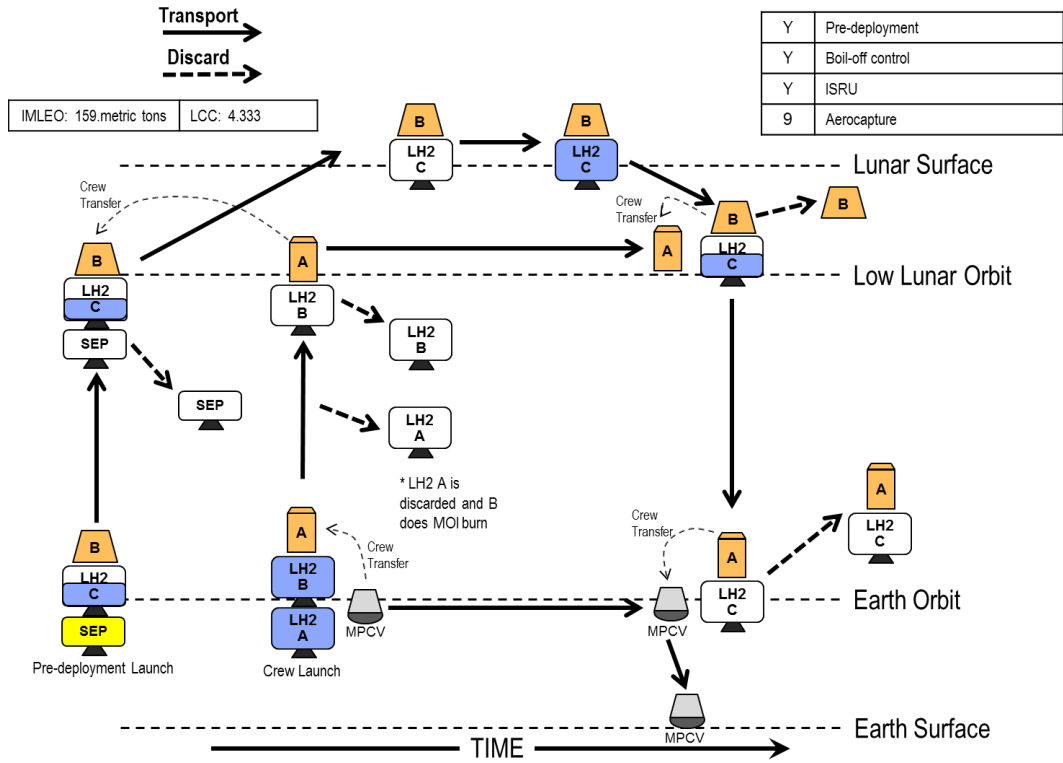 Transport
Discard
IMLEO: 159.metric tons
LCC: 4.333
Y
Pre-deployment
Y
Boil-off control
Y
ISRU
9
Aerocapture
B
LH2
C
B
LH2
C
Lunar Surface
Crew
Transfer
Crew
Transfer
B
B
B
A
A
LH2
C
Low Lunar Orbit
LH2
C
LH2
B
SEP
LH2
B
SEP
LH2
A
* LH2 A is
discarded and B
does MOI burn
A
A
A
B
Crew
Transfer
Crew
Transfer
LH2
C
LH2
C
LH2
B
LH2
C
Earth Orbit
SEP
LH2
A
MPCV
MPCV
Pre-deployment Launch
Crew Launch
MPCV
Earth Surface
TIME